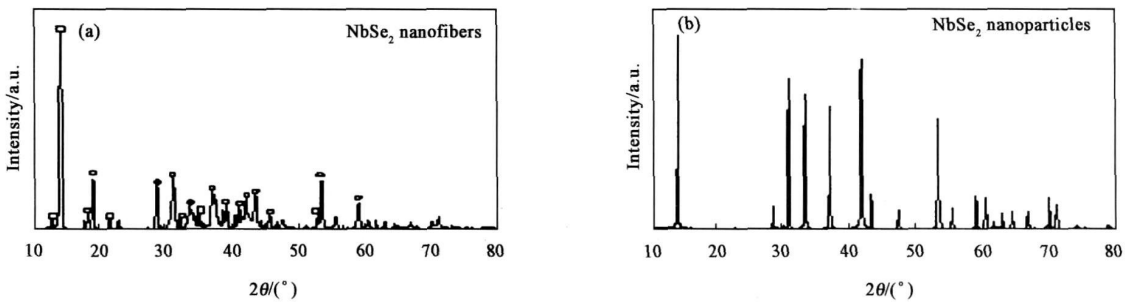 (a)
NbSe₂ nanofibers
Intensity/a.u.
10 20 30 40 50 60 70 80
2θ/(°)
(b)
NbSe₂ nanoparticles
Intensity/a.u.
10 20 30 40 50 60 70 80
2θ/(°)